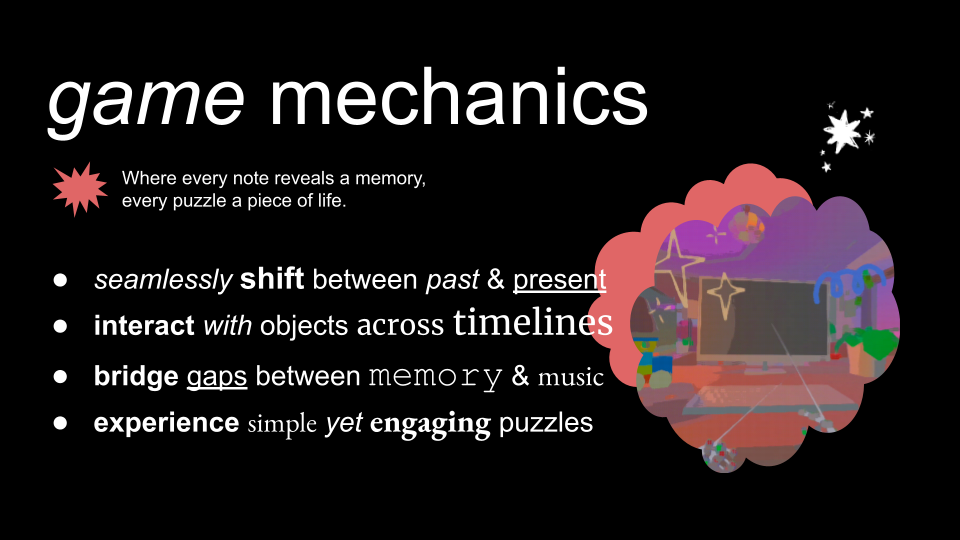 game mechanics
Where every note reveals a memory,
every puzzle a piece of life.
● seamlessly shift between past & present
● interact with objects across timelines
● bridge gaps between memory & music
● experience simple yet engaging puzzles